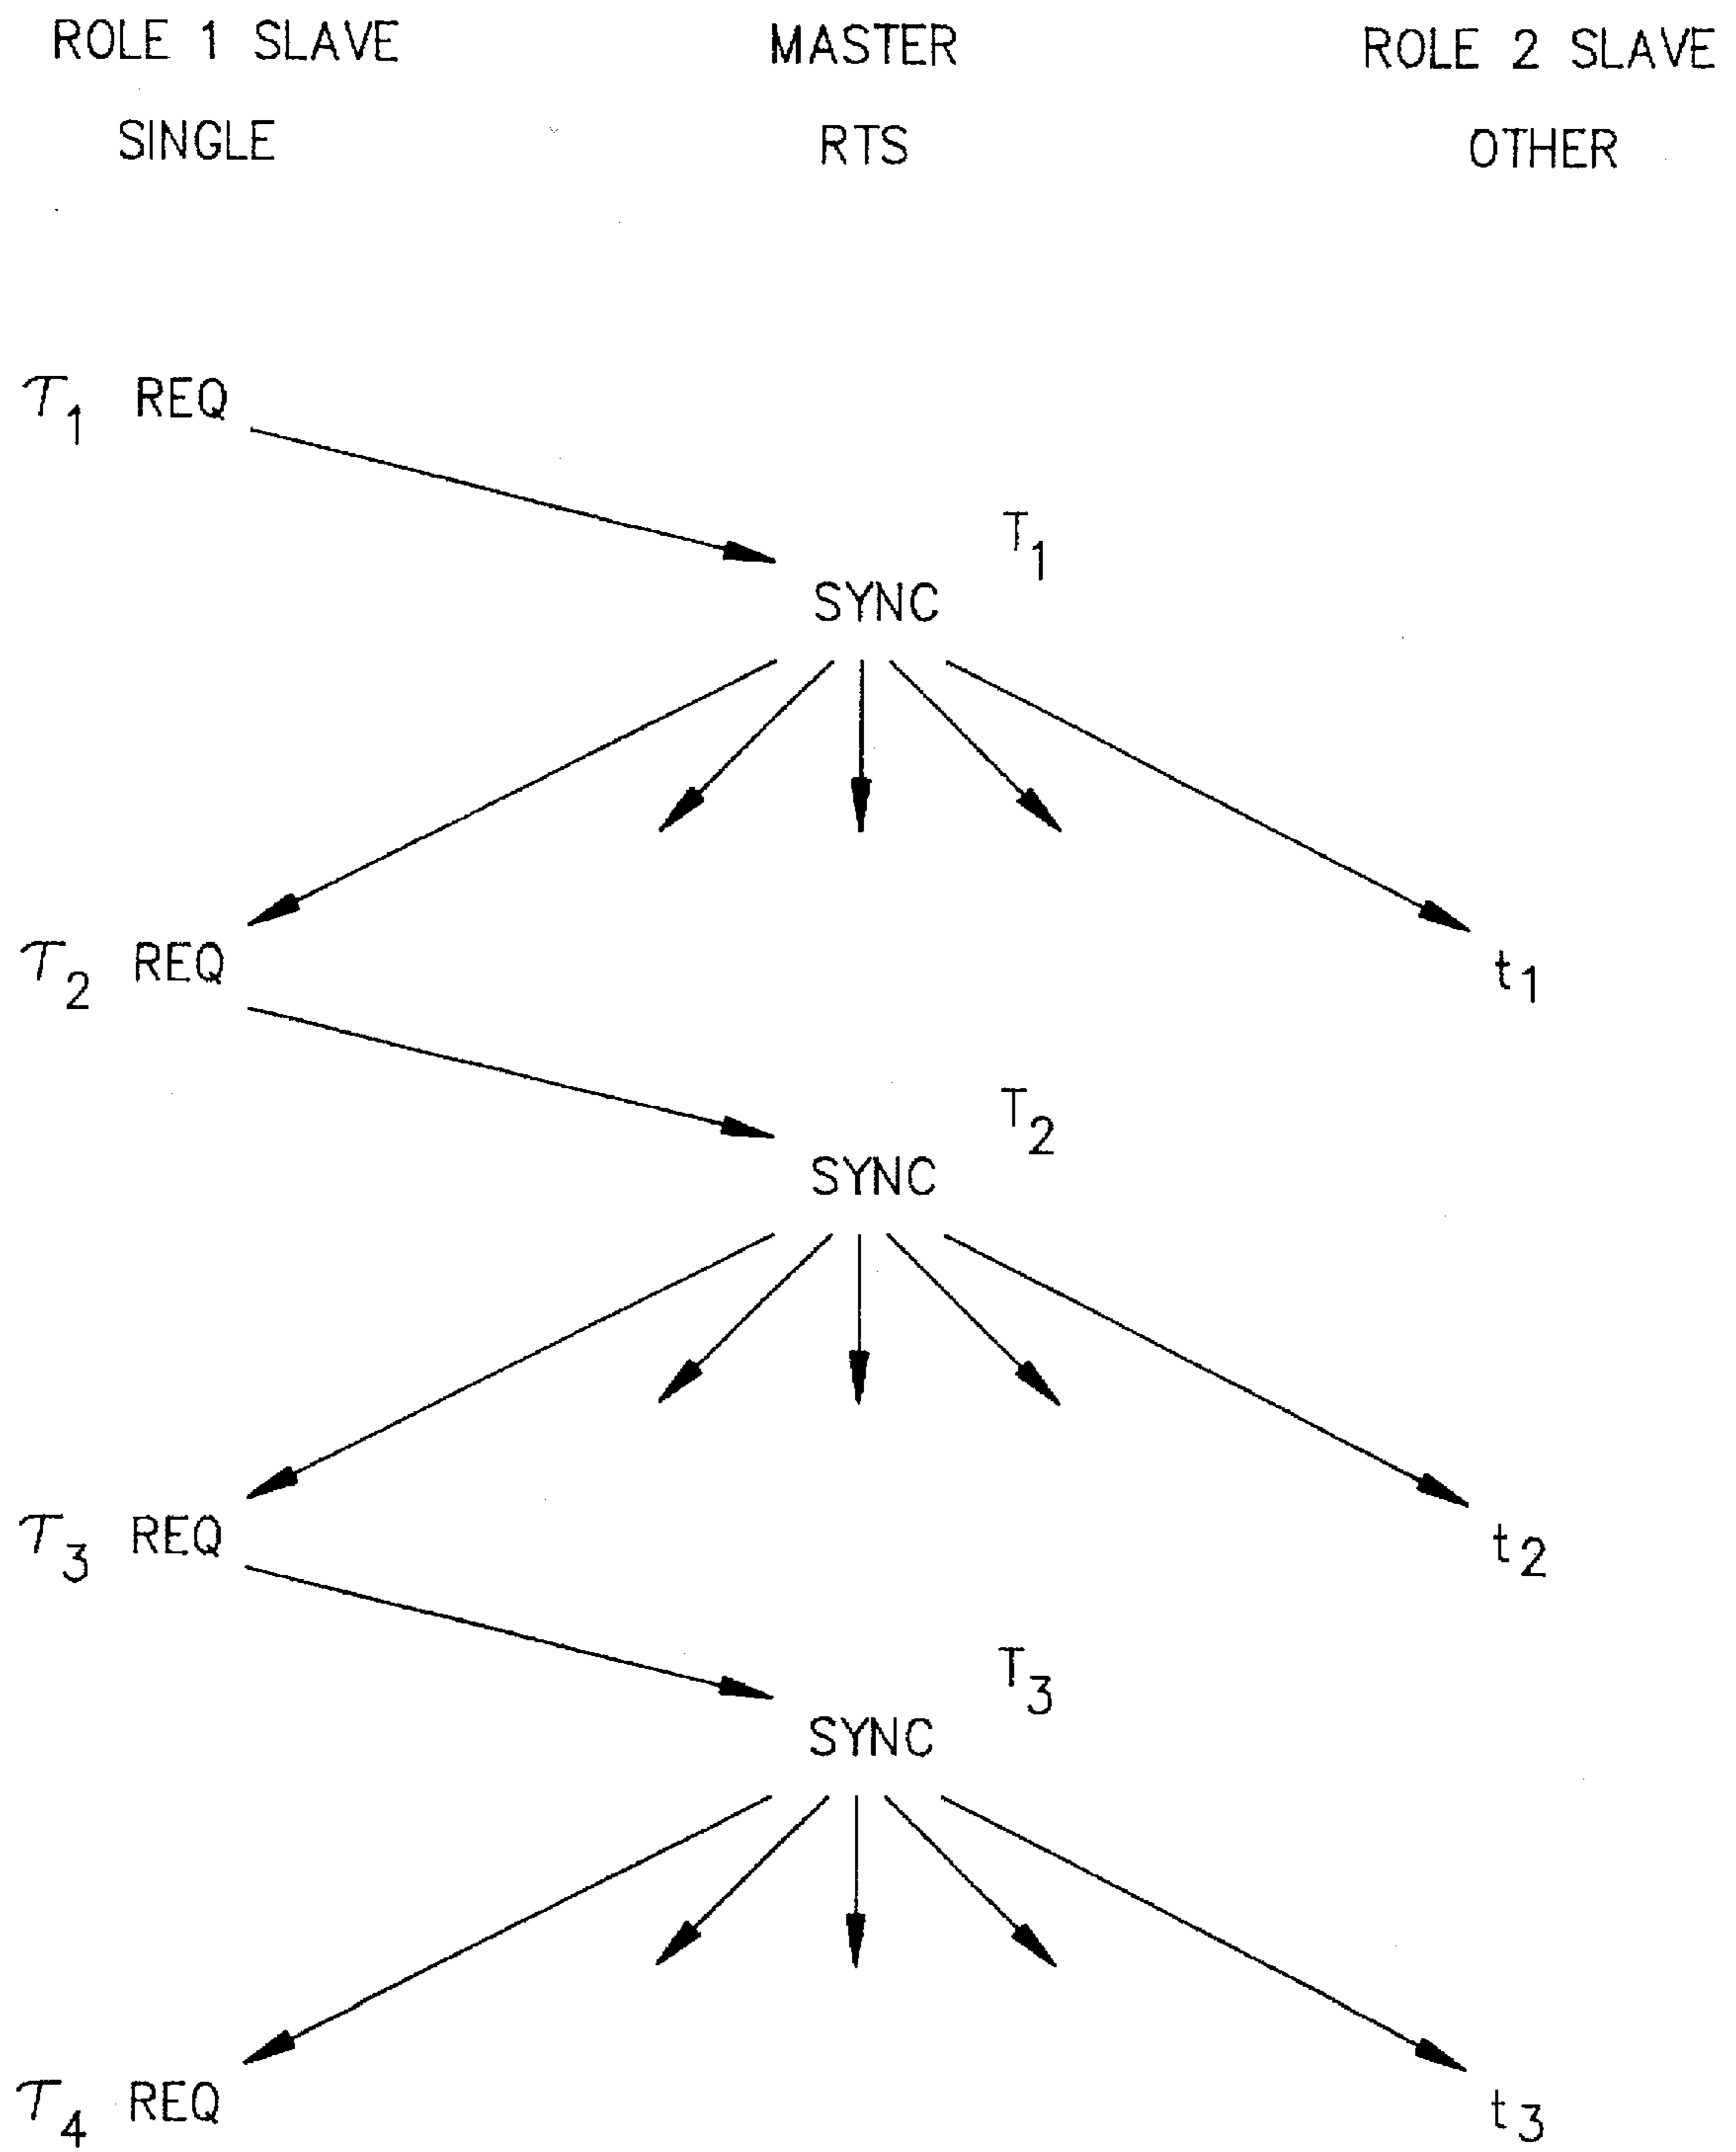 ROLE 1 SLAVE MASTER ROLE 2 SLAVE
SINGLE RTS OTHER
τ1 REQ
T1
SYNC
τ2 REQ t1
T2
SYNC
τ3 REQ t2
T3
SYNC
τ4 REQ t3